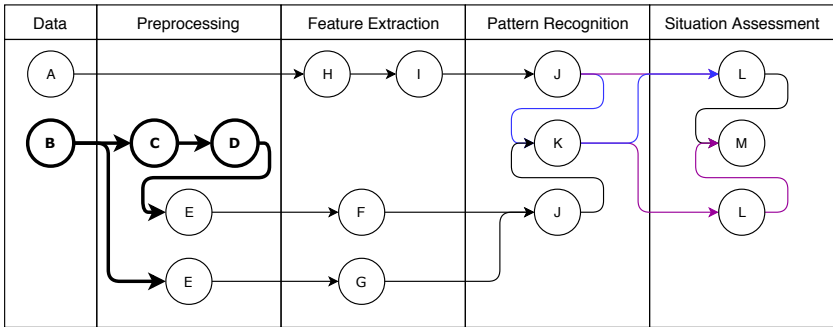 Data Preprocessing Feature Extraction Pattern Recognition Situation Assessment
A H I J L
B C D K M
E F J L
E G